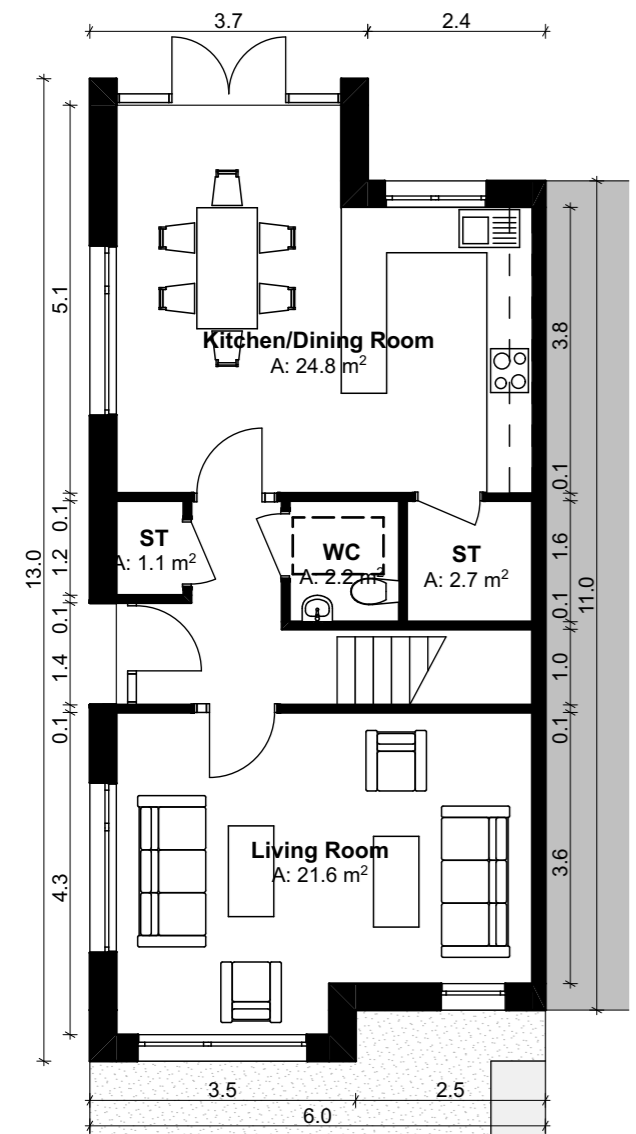 3.7
2.4
5.1
3.8
Kitchen/Dining Room
A: 24.8 m²
0.1
0.1
ST
A: 1.1 m²
WC
A: 2.2 m²
ST
A: 2.7 m²
1.2
1.6
13.0
11.0
0.1
0.1
1.4
1.0
0.1
0.1
Living Room
A: 21.6 m²
4.3
3.6
3.5
2.5
6.0